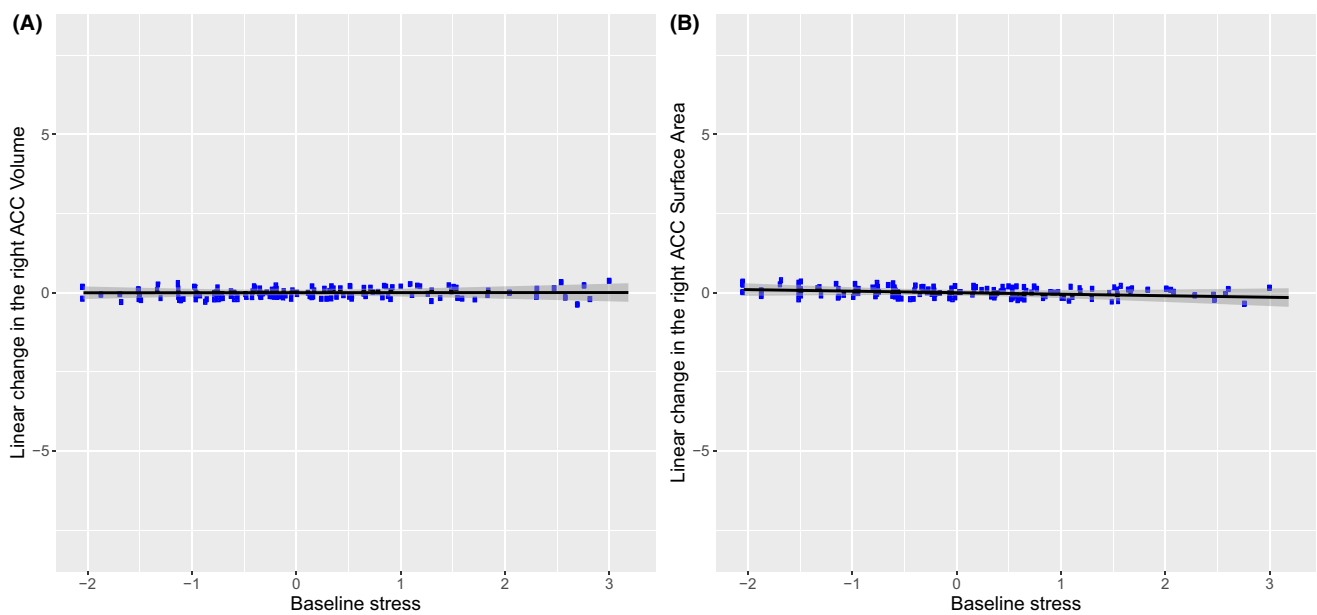 (A)
Linear change in the right ACC Volume
5
0
−5
−2 −1 0 1 2 3
Baseline stress
(B)
Linear change in the right ACC Surface Area
5
0
−5
−2 −1 0 1 2 3
Baseline stress